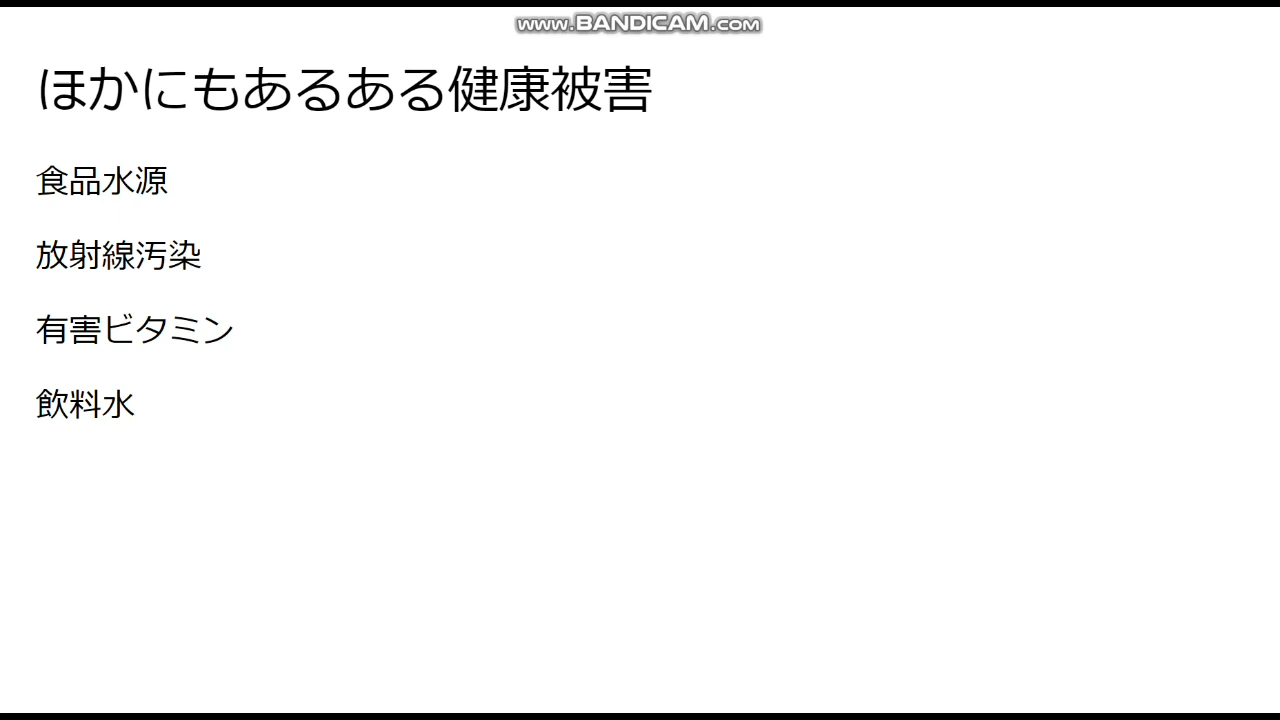 www.BANDICAM.com
ほかにもあるある健康被害
食品水源
放射線汚染
有害ビタミン
飲料水